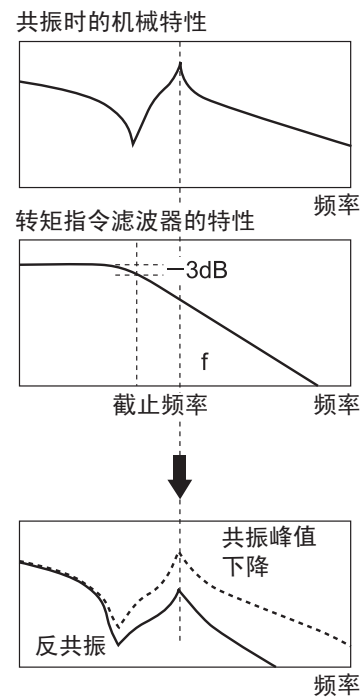 共振时的机械特性
频率
转矩指令滤波器的特性
－3dB
f
截止频率
频率
共振峰值
下降
反共振
频率